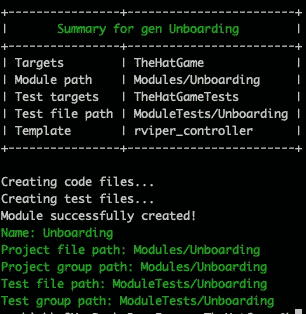 Summary for gen Unboarding
| Targets | TheHatGame
| Module path | Modules/Unboarding
| Test targets | TheHatGameTests
| Test file path | ModuleTests/Unboarding
| Template | rviper_controller
Creating code files...
Creating test files...
Module successfully created!
Name: Unboarding
Project file path: Modules/Unboarding
Project group path: Modules/Unboarding
Test file path: ModuleTests/Unboarding
Test group path: ModuleTests/Unboarding